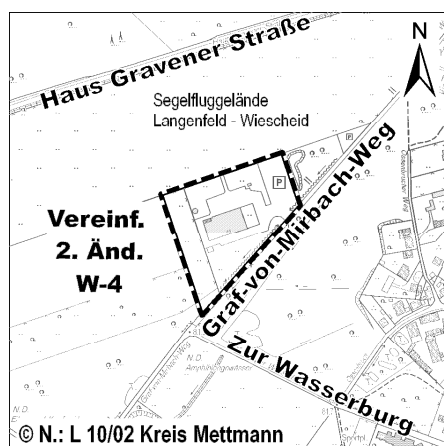 Haus Gravener Straße
N
Segelfluggelände
Langenfeld - Wiescheid
P
P
Graf-von-Mirbach-Weg
Vereinf.
2. Änd.
W-4
Zur Wasserburg
N.D.
© N.: L 10/02 Kreis Mettmann